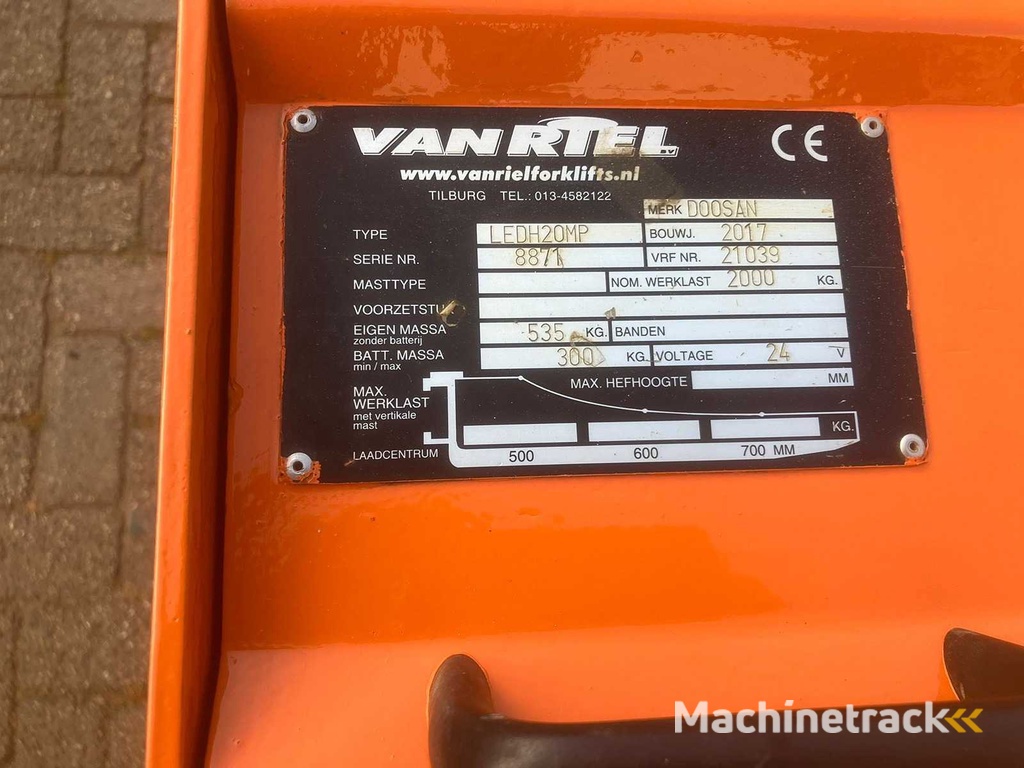 VAN RIEL BV
CE
www.vanrielforklifts.nl
TILBURG TEL.: 013-4582122
MERK DOOSAN
TYPE LEDH20MP BOUWJ. 2017
SERIE NR. 8871 VRF NR. 21039
MASTTYPE NOM. WERKLAST 2000 KG.
VOORZETSTUK
EIGEN MASSA zonder batterij 535 KG. BANDEN
BATT. MASSA min / max 300 KG. VOLTAGE 24 V
MAX. HEFHOOGTE MM
MAX.
WERKLAST
met vertikale
mast
KG.
LAADCENTRUM 500 600 700 MM
Machinetrack